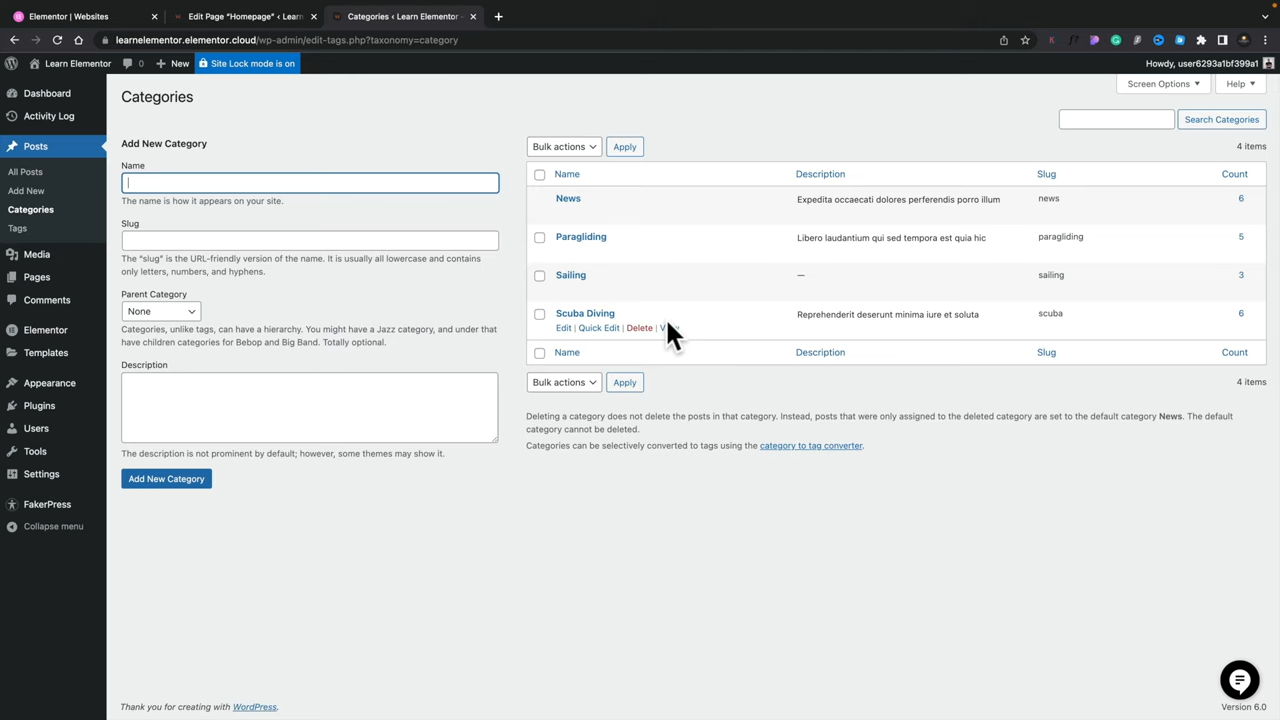 Elementor | Websites
Edit Page “Homepage” ‹ Lear
Categories ‹ Learn Elementor –
learnelementor.elementor.cloud/wp-admin/edit-tags.php?taxonomy=category
Learn Elementor
0
New
Site Lock mode is on
Howdy, user6293a1bf399a1
Screen Options
Help
Dashboard
Activity Log
Posts
All Posts
Add New
Categories
Tags
Media
Pages
Comments
Elementor
Templates
Appearance
Plugins
Users
Tools
Settings
FakerPress
Collapse menu
Categories
Search Categories
Add New Category
Name
The name is how it appears on your site.
Slug
The “slug” is the URL-friendly version of the name. It is usually all lowercase and contains
only letters, numbers, and hyphens.
Parent Category
None
Categories, unlike tags, can have a hierarchy. You might have a Jazz category, and under that
have children categories for Bebop and Big Band. Totally optional.
Description
The description is not prominent by default; however, some themes may show it.
Add New Category
Bulk actions
Apply
4 items
Name Description Slug Count
News Expedita occaecati dolores perferendis porro illum news 6
Paragliding Libero laudantium qui sed tempora est quia hic paragliding 5
Sailing — sailing 3
Scuba Diving Reprehenderit deserunt minima iure et soluta scuba 6
Edit | Quick Edit | Delete |
Name Description Slug Count
Bulk actions
Apply
4 items
Deleting a category does not delete the posts in that category. Instead, posts that were only assigned to the deleted category are set to the default category News. The default
category cannot be deleted.
Categories can be selectively converted to tags using the category to tag converter.
Thank you for creating with WordPress.
Version 6.0